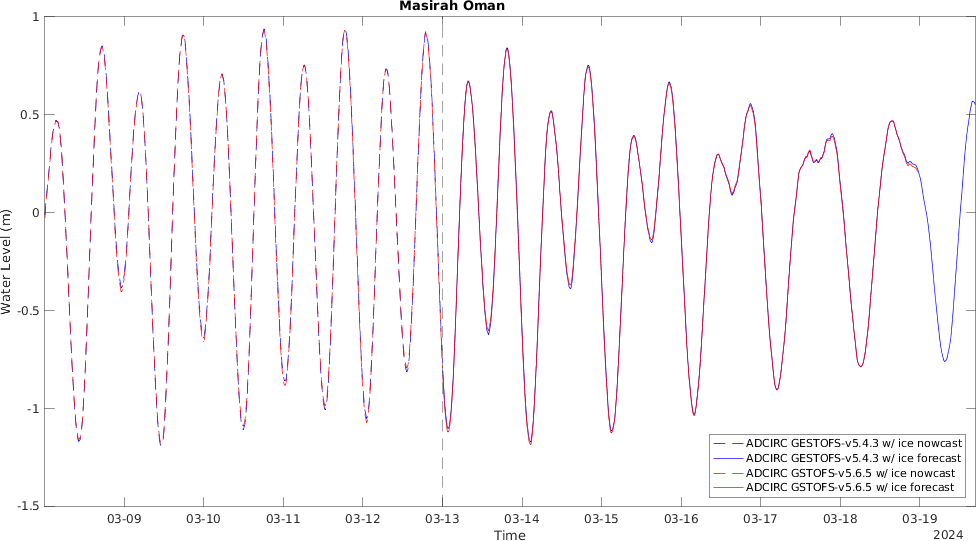 Masirah Oman
1
0.5
0
-0.5
-1
-1.5
Water Level (m)
ADCIRC GESTOFS-v5.4.3 w/ ice nowcast
ADCIRC GESTOFS-v5.4.3 w/ ice forecast
ADCIRC GSTOFS-v5.6.5 w/ ice nowcast
ADCIRC GSTOFS-v5.6.5 w/ ice forecast
03-09 03-10 03-11 03-12 03-13 03-14 03-15 03-16 03-17 03-18 03-19
Time
2024